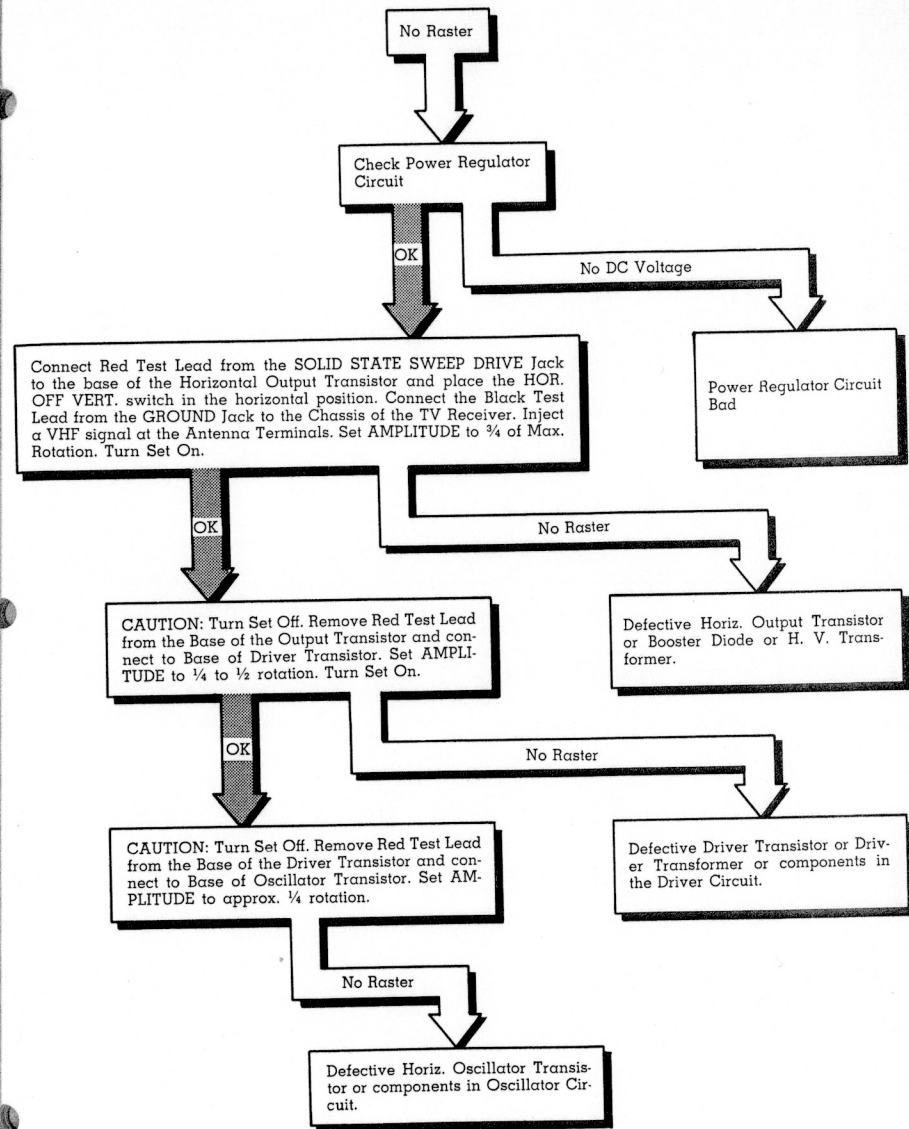 No Raster
Check Power Regulator
Circuit
OK
No DC Voltage
Connect Red Test Lead from the SOLID STATE SWEEP DRIVE Jack
to the base of the Horizontal Output Transistor and place the HOR.
OFF VERT. switch in the horizontal position. Connect the Black Test
Lead from the GROUND Jack to the Chassis of the TV Receiver. Inject
a VHF signal at the Antenna Terminals. Set AMPLITUDE to ¾ of Max.
Rotation. Turn Set On.
Power Regulator Circuit
Bad
OK
No Raster
CAUTION: Turn Set Off. Remove Red Test Lead
from the Base of the Output Transistor and con-
nect to Base of Driver Transistor. Set AMPLI-
TUDE to ¼ to ½ rotation. Turn Set On.
Defective Horiz. Output Transistor
or Booster Diode or H. V. Trans-
former.
OK
No Raster
CAUTION: Turn Set Off. Remove Red Test Lead
from the Base of the Driver Transistor and con-
nect to Base of Oscillator Transistor. Set AM-
PLITUDE to approx. ¼ rotation.
Defective Driver Transistor or Driv-
er Transformer or components in
the Driver Circuit.
No Raster
Defective Horiz. Oscillator Transis-
tor or components in Oscillator Cir-
cuit.